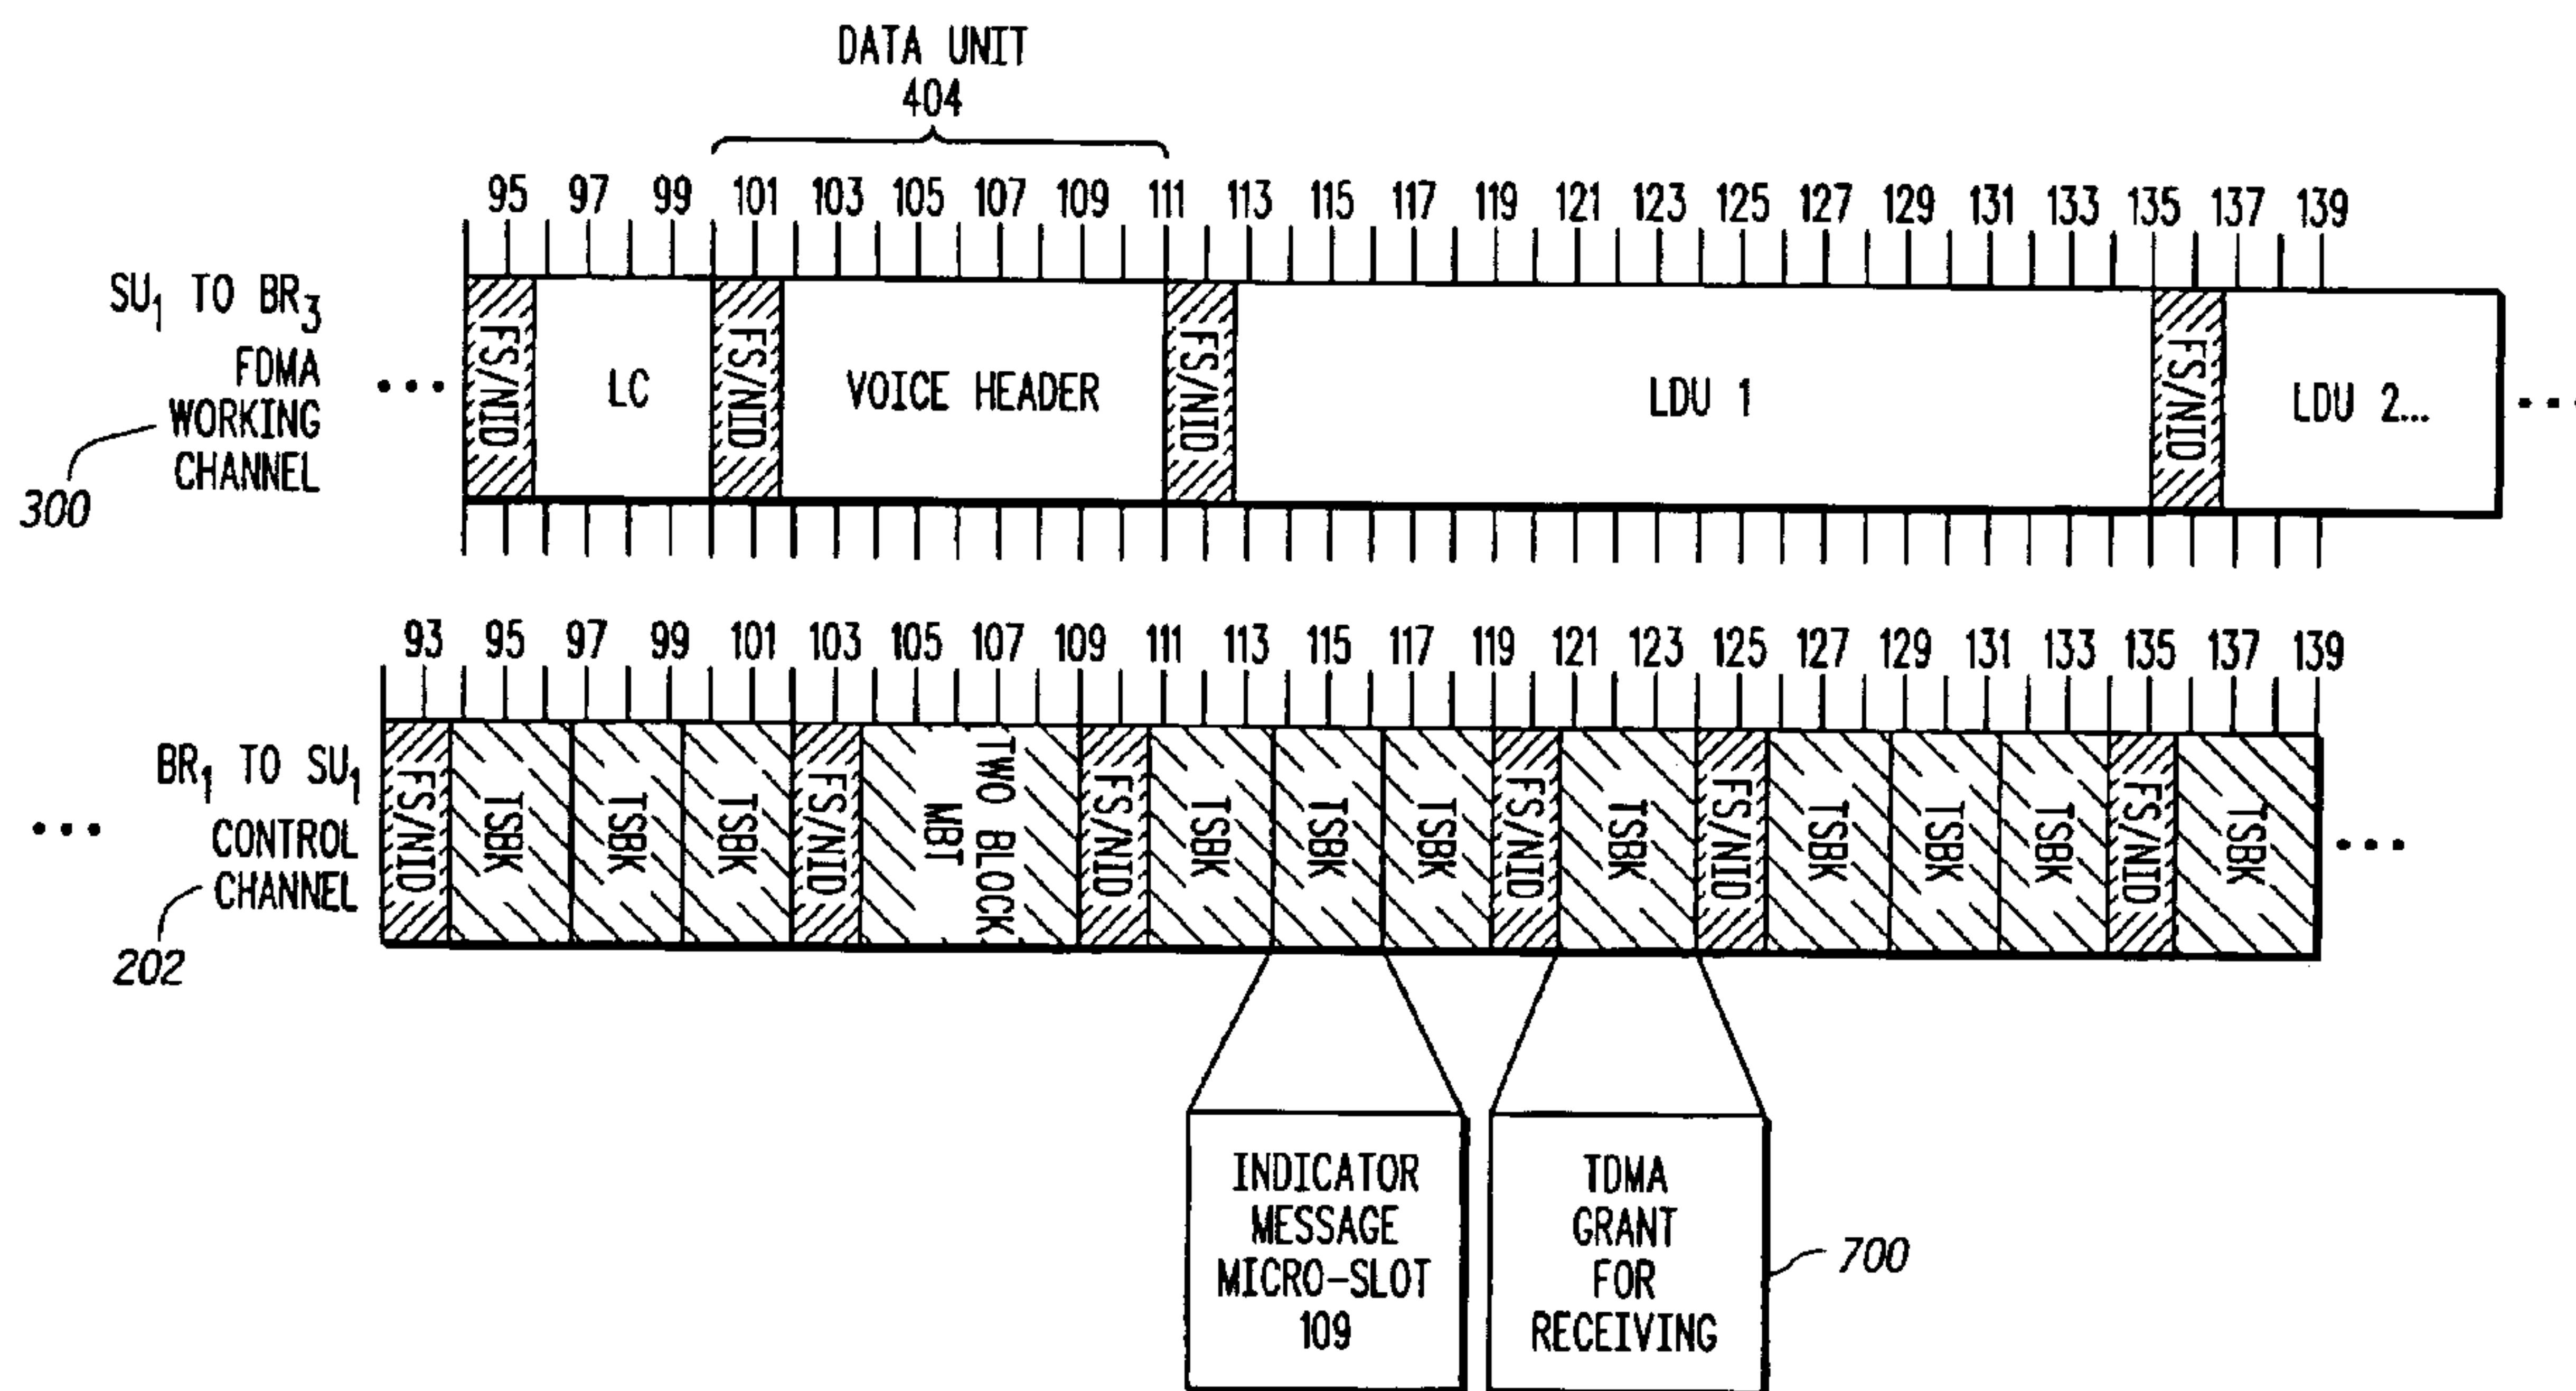 DATA UNIT
404
95 97 99 101 103 105 107 109 111 113 115 117 119 121 123 125 127 129 131 133 135 137 139
SU1 TO BR3
FDMA
WORKING
CHANNEL
300
...
FS/NID
LC
FS/NID
VOICE HEADER
FS/NID
LDU 1
FS/NID
LDU 2...
...
93 95 97 99 101 103 105 107 109 111 113 115 117 119 121 123 125 127 129 131 133 135 137 139
BR1 TO SU1
CONTROL
CHANNEL
202
...
FS/NID
TSBK
TSBK
TSBK
FS/NID
TWO BLOCK
MBT
FS/NID
TSBK
TSBK
TSBK
FS/NID
TSBK
FS/NID
TSBK
TSBK
TSBK
FS/NID
TSBK
...
INDICATOR
MESSAGE
MICRO-SLOT
109
TDMA
GRANT
FOR
RECEIVING
700